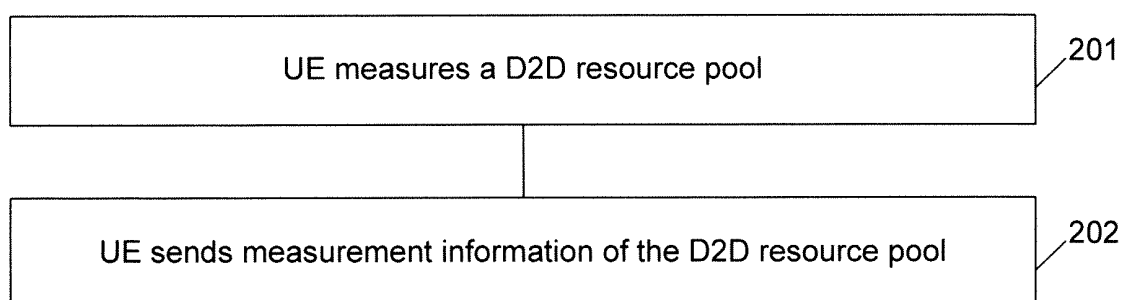 UE measures a D2D resource pool
201
UE sends measurement information of the D2D resource pool
202